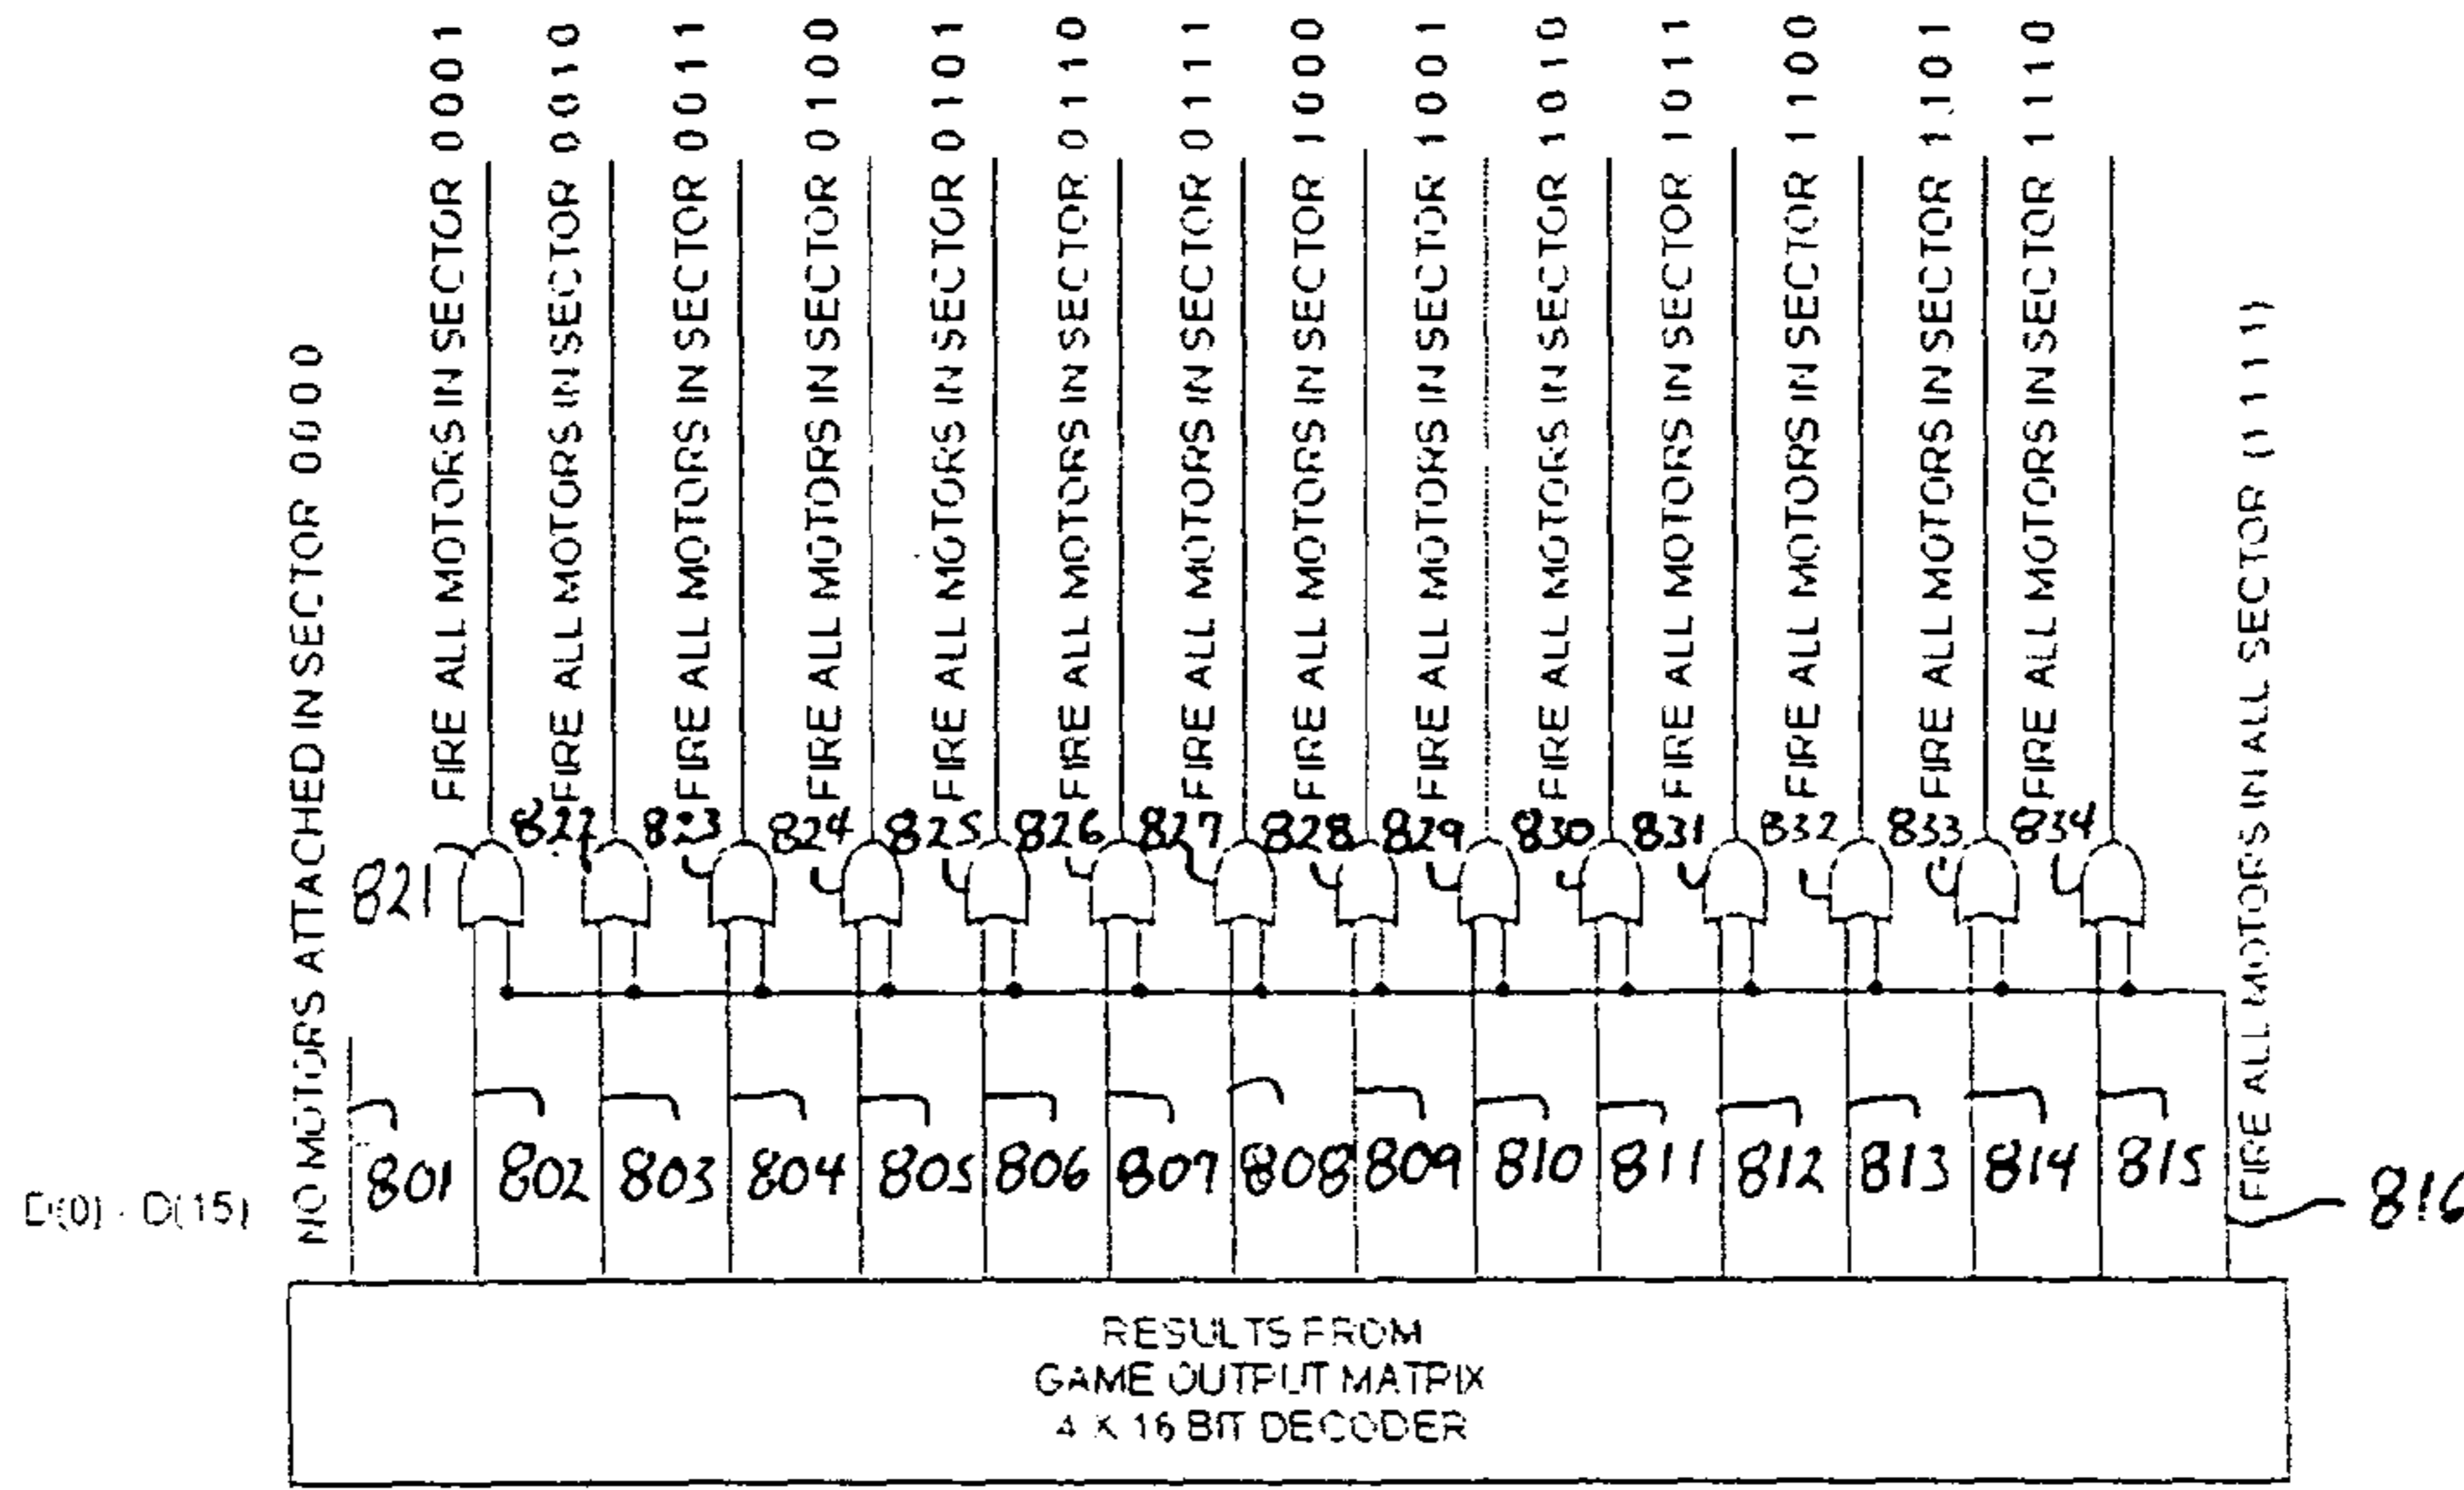 NO MOTORS ATTACHED IN SECTOR 0000
FIRE ALL MOTORS IN SECTOR 0001
FIRE ALL MOTORS IN SECTOR 0010
FIRE ALL MOTORS IN SECTOR 0011
FIRE ALL MOTORS IN SECTOR 0100
FIRE ALL MOTORS IN SECTOR 0101
FIRE ALL MOTORS IN SECTOR 0110
FIRE ALL MOTORS IN SECTOR 0111
FIRE ALL MOTORS IN SECTOR 1000
FIRE ALL MOTORS IN SECTOR 1001
FIRE ALL MOTORS IN SECTOR 1010
FIRE ALL MOTORS IN SECTOR 1011
FIRE ALL MOTORS IN SECTOR 1100
FIRE ALL MOTORS IN SECTOR 1101
FIRE ALL MOTORS IN SECTOR 1110
FIRE ALL MOTORS IN ALL SECTOR (1111)
821 822 823 824 825 826 827 828 829 830 831 832 833 834
801 802 803 804 805 806 807 808 809 810 811 812 813 814 815 816
D(0) - D(15)
RESULTS FROM
GAME OUTPUT MATRIX
4 X 16 BIT DECODER